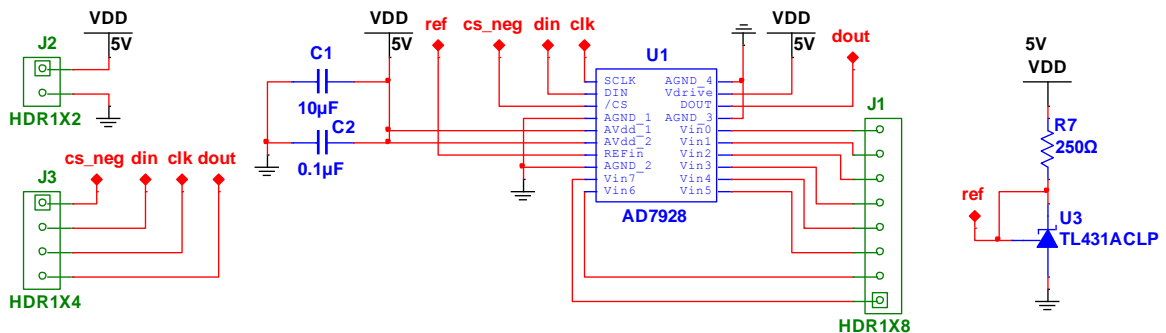 J2
VDD
5V
HDR1X2
J3
cs_neg din clk dout
HDR1X4
C1
10µF
C2
0.1µF
VDD
5V
ref cs_neg din clk
U1
SCLK
DIN
/CS
AGND_1
AVdd_1
AVdd_2
REFin
AGND_2
Vin7
Vin6
AGND_4
Vdrive
DOUT
AGND_3
Vin0
Vin1
Vin2
Vin3
Vin4
Vin5
AD7928
VDD
5V
dout
J1
HDR1X8
5V
VDD
R7
250Ω
ref
U3
TL431ACLP